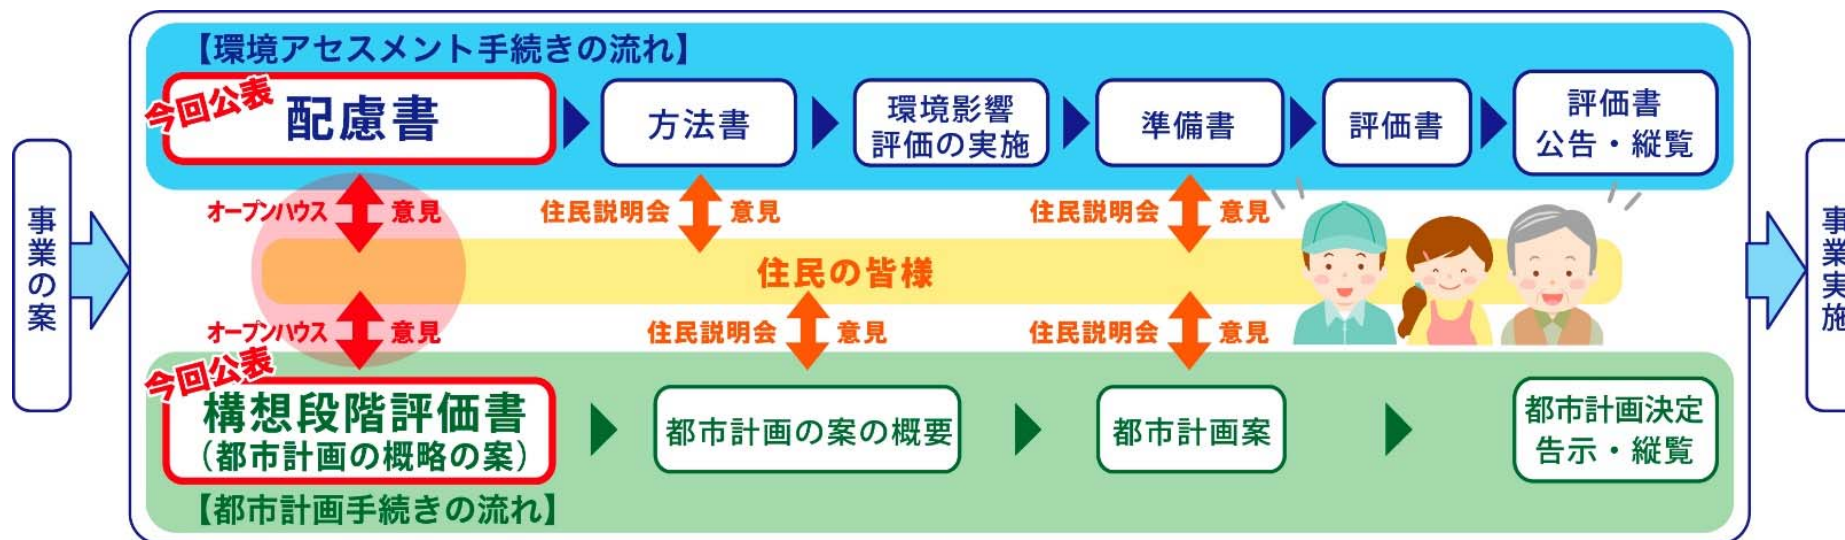 事業の案
【環境アセスメント手続きの流れ】
今回公表
配慮書
方法書
環境影響
評価の実施
準備書
評価書
評価書
公告・縦覧
オープンハウス 意見
住民説明会 意見
住民説明会 意見
住民の皆様
オープンハウス 意見
住民説明会 意見
住民説明会 意見
今回公表
構想段階評価書
(都市計画の概略の案)
都市計画の案の概要
都市計画案
都市計画決定
告示・縦覧
【都市計画手続きの流れ】
事業実施